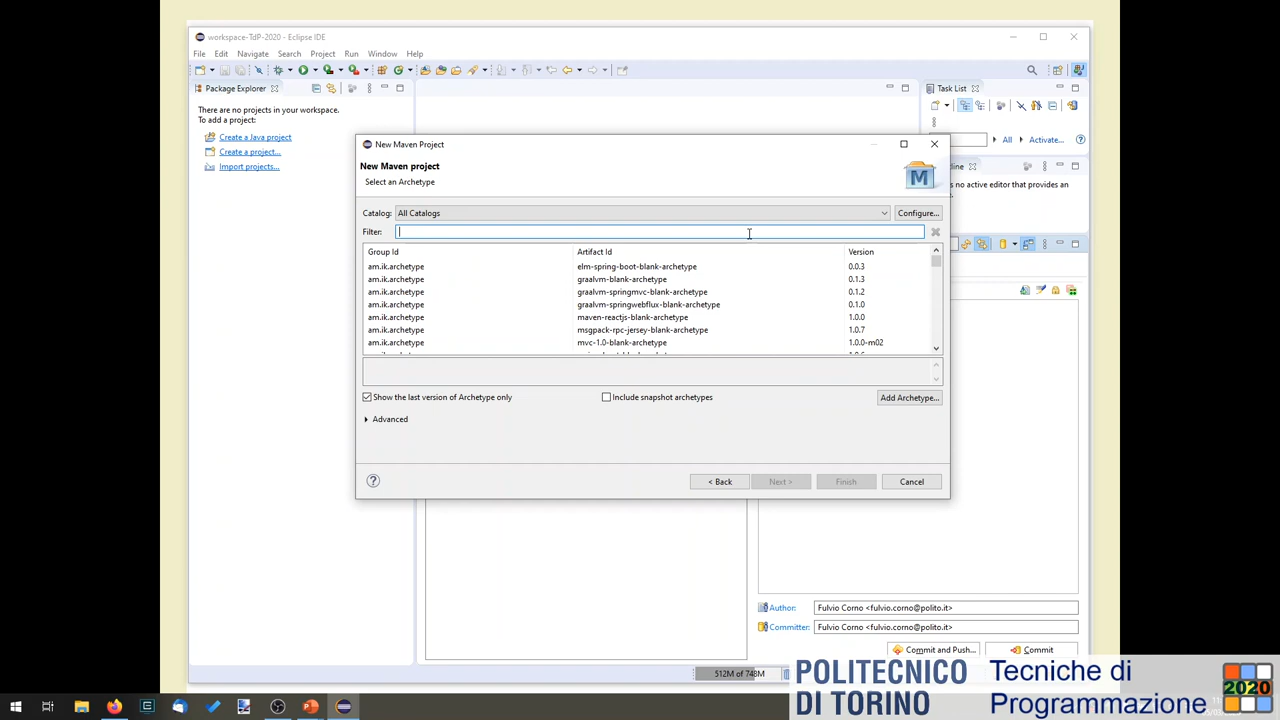 workspace-TdP-2020 - Eclipse IDE
File Edit Navigate Search Project Run Window Help
Package Explorer
Task List
There are no projects in your workspace.
To add a project:
Create a Java project
Create a project...
Import projects...
All
Activate...
New Maven Project
New Maven project
Select an Archetype
Catalog: All Catalogs Configure...
Filter:
Group Id Artifact Id Version
am.ik.archetype elm-spring-boot-blank-archetype 0.0.3
am.ik.archetype graalvm-blank-archetype 0.1.3
am.ik.archetype graalvm-springmvc-blank-archetype 0.1.2
am.ik.archetype graalvm-springwebflux-blank-archetype 0.1.0
am.ik.archetype maven-reactjs-blank-archetype 1.0.0
am.ik.archetype msgpack-rpc-jersey-blank-archetype 1.0.7
am.ik.archetype mvc-1.0-blank-archetype 1.0.0-m02
Show the last version of Archetype only
Include snapshot archetypes
Add Archetype...
Advanced
< Back Next > Finish Cancel
line
s no active editor that provides an
Author: Fulvio Corno <fulvio.corno@polito.it>
Committer: Fulvio Corno <fulvio.corno@polito.it>
Commit and Push... Commit
512M of 748M
POLITECNICO
DI TORINO
Tecniche di
Programmazione
2020